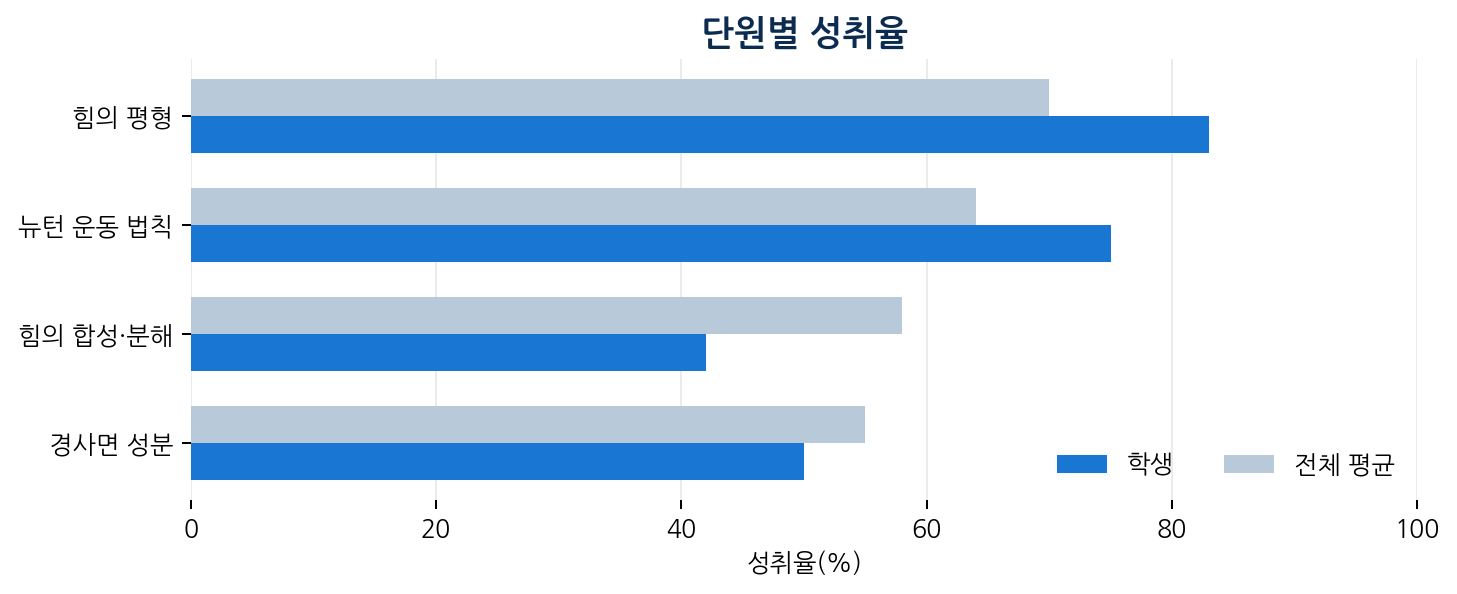 단원별 성취율
힘의 평형
뉴턴 운동 법칙
힘의 합성·분해
경사면 성분
학생
전체 평균
0 20 40 60 80 100
성취율(%)